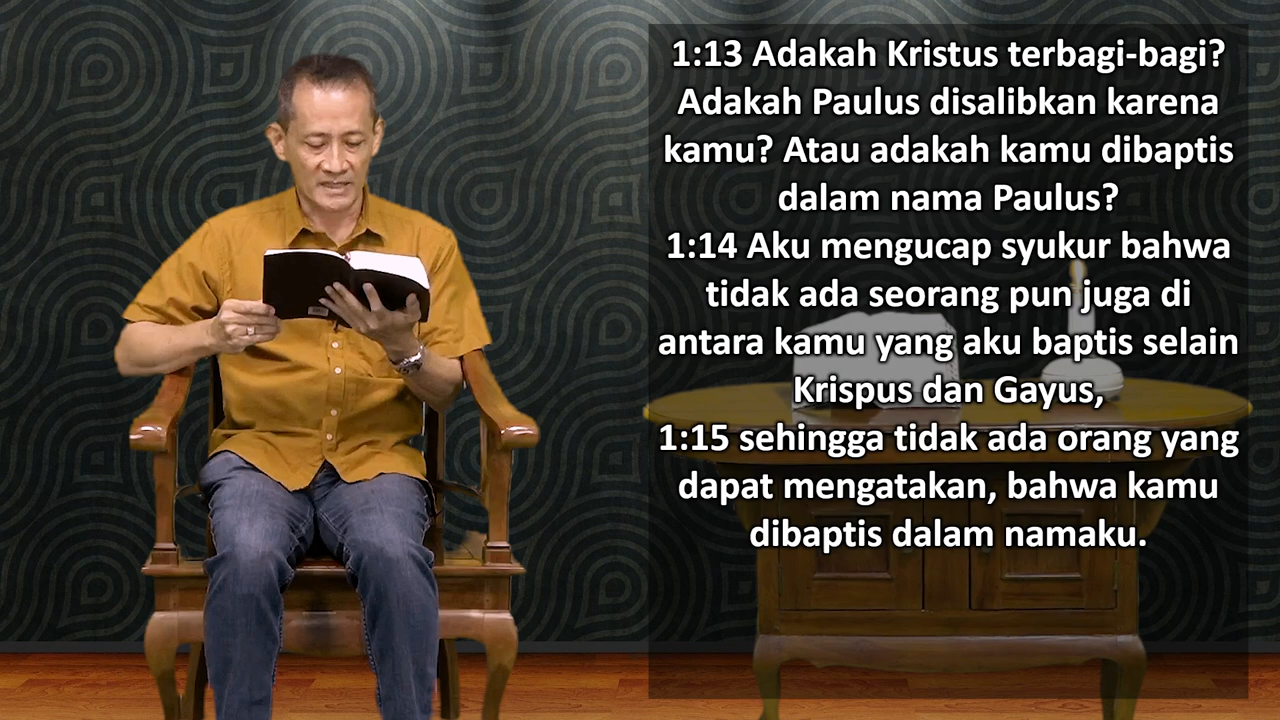 1:13 Adakah Kristus terbagi-bagi?
Adakah Paulus disalibkan karena
kamu? Atau adakah kamu dibaptis
dalam nama Paulus?
1:14 Aku mengucap syukur bahwa
tidak ada seorang pun juga di
antara kamu yang aku baptis selain
Krispus dan Gayus,
1:15 sehingga tidak ada orang yang
dapat mengatakan, bahwa kamu
dibaptis dalam namaku.